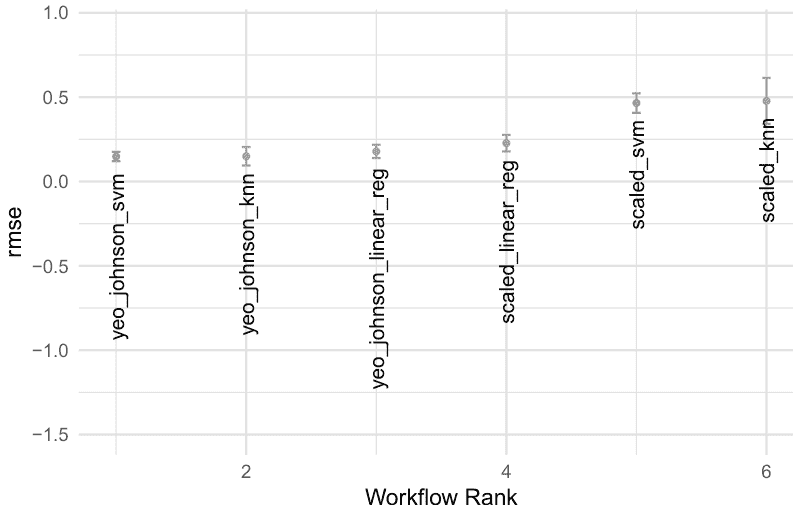 1.0
0.5
0.0
−0.5
−1.0
−1.5
rmse
yeo_johnson_svm
yeo_johnson_knn
yeo_johnson_linear_reg
scaled_linear_reg
scaled_svm
scaled_knn
2
4
6
Workflow Rank